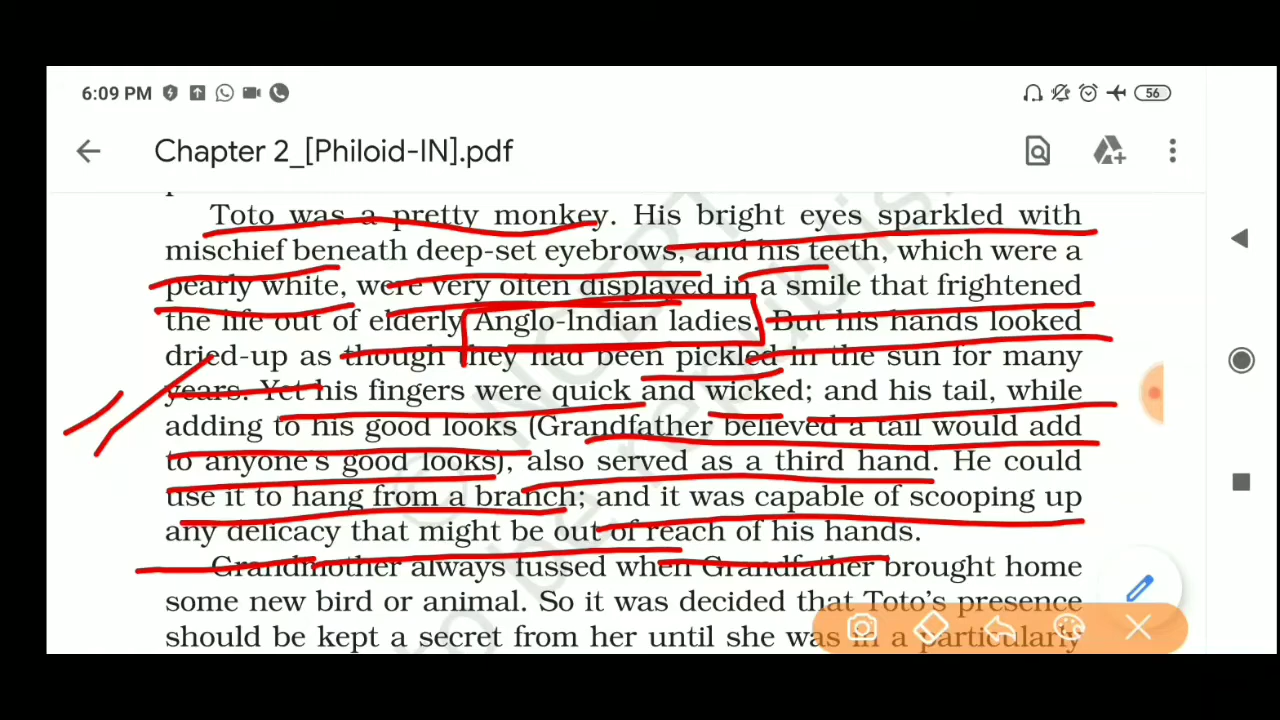 6:09 PM
56
Chapter 2_[Philoid-IN].pdf
Toto was a pretty monkey. His bright eyes sparkled with
mischief beneath deep-set eyebrows, and his teeth, which were a
pearly white, were very often displayed in a smile that frightened
the life out of elderly Anglo-Indian ladies. But his hands looked
dried-up as though they had been pickled in the sun for many
years. Yet his fingers were quick and wicked; and his tail, while
adding to his good looks (Grandfather believed a tail would add
to anyone's good looks), also served as a third hand. He could
use it to hang from a branch; and it was capable of scooping up
any delicacy that might be out of reach of his hands.
Grandmother always fussed when Grandfather brought home
some new bird or animal. So it was decided that Toto's presence
should be kept a secret from her until she was in a particularly